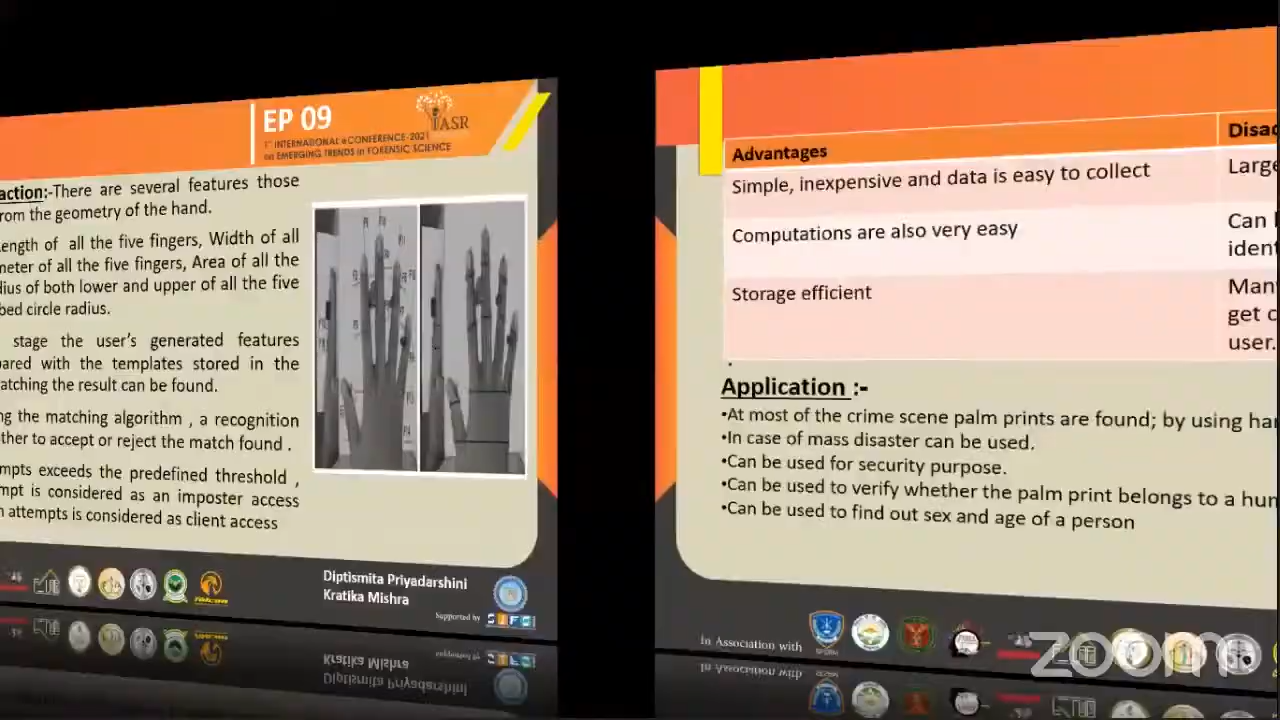 EP 09
IASR
1st INTERNATIONAL eCONFERENCE-2021
on EMERGING TRENDS in FORENSIC SCIENCE
action:-There are several features those
rom the geometry of the hand.
ength of all the five fingers, Width of all
meter of all the five fingers, Area of all the
dius of both lower and upper of all the five
bed circle radius.
stage the user's generated features
pared with the templates stored in the
atching the result can be found.
ng the matching algorithm , a recognition
ther to accept or reject the match found .
mpts exceeds the predefined threshold ,
mpt is considered as an imposter access
n attempts is considered as client access
Diptismita Priyadarshini
Kratika Mishra
Supported by
SIFS
Advantages
Disad
Simple, inexpensive and data is easy to collect
Large
Computations are also very easy
Can
ident
Storage efficient
Many
get c
user.
Application :-
•At most of the crime scene palm prints are found; by using han
•In case of mass disaster can be used.
•Can be used for security purpose.
•Can be used to verify whether the palm print belongs to a hum
•Can be used to find out sex and age of a person
In Association with
zoom